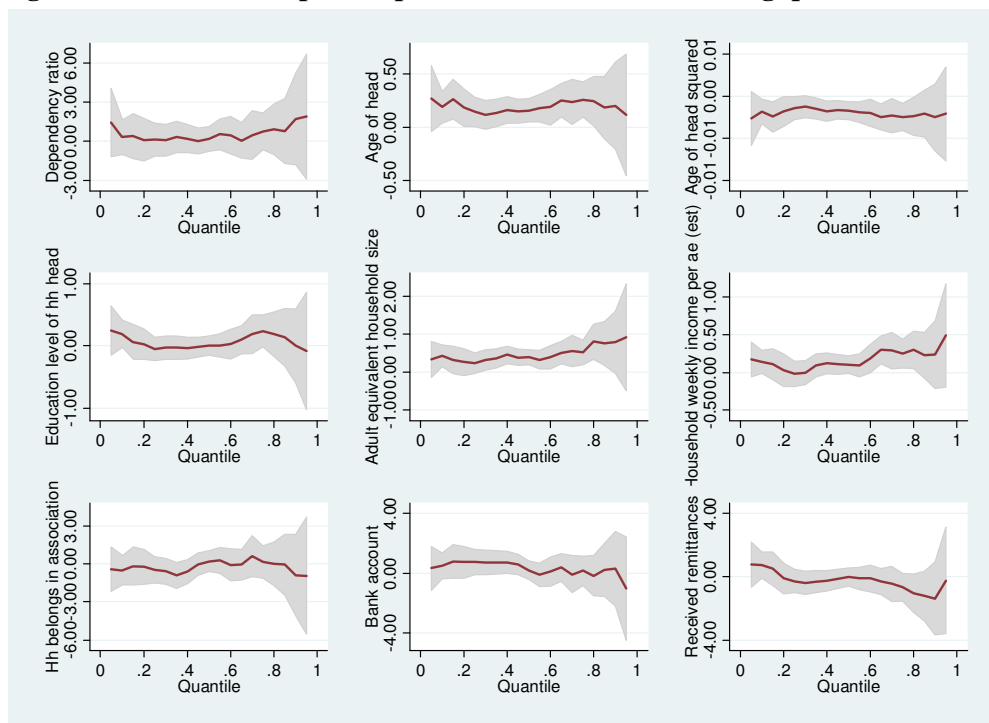 Dependency ratio
-3.00 0.00 3.00 6.00
0 .2 .4 .6 .8 1
Quantile
Age of head
-0.50 0.00 0.50
0 .2 .4 .6 .8 1
Quantile
Age of head squared
-0.01 -0.01 0.00 0.01
0 .2 .4 .6 .8 1
Quantile
Education level of hh head
-1.00 0.00 1.00
0 .2 .4 .6 .8 1
Quantile
Adult equivalent household size
-1.00 0.00 1.00 2.00
0 .2 .4 .6 .8 1
Quantile
Household weekly income per ae (est)
-0.50 0.00 0.50 1.00
0 .2 .4 .6 .8 1
Quantile
Hh belongs in association
-6.00 -3.00 0.00 3.00
0 .2 .4 .6 .8 1
Quantile
Bank account
-4.00 0.00 4.00
0 .2 .4 .6 .8 1
Quantile
Received remittances
-4.00 0.00 4.00
0 .2 .4 .6 .8 1
Quantile